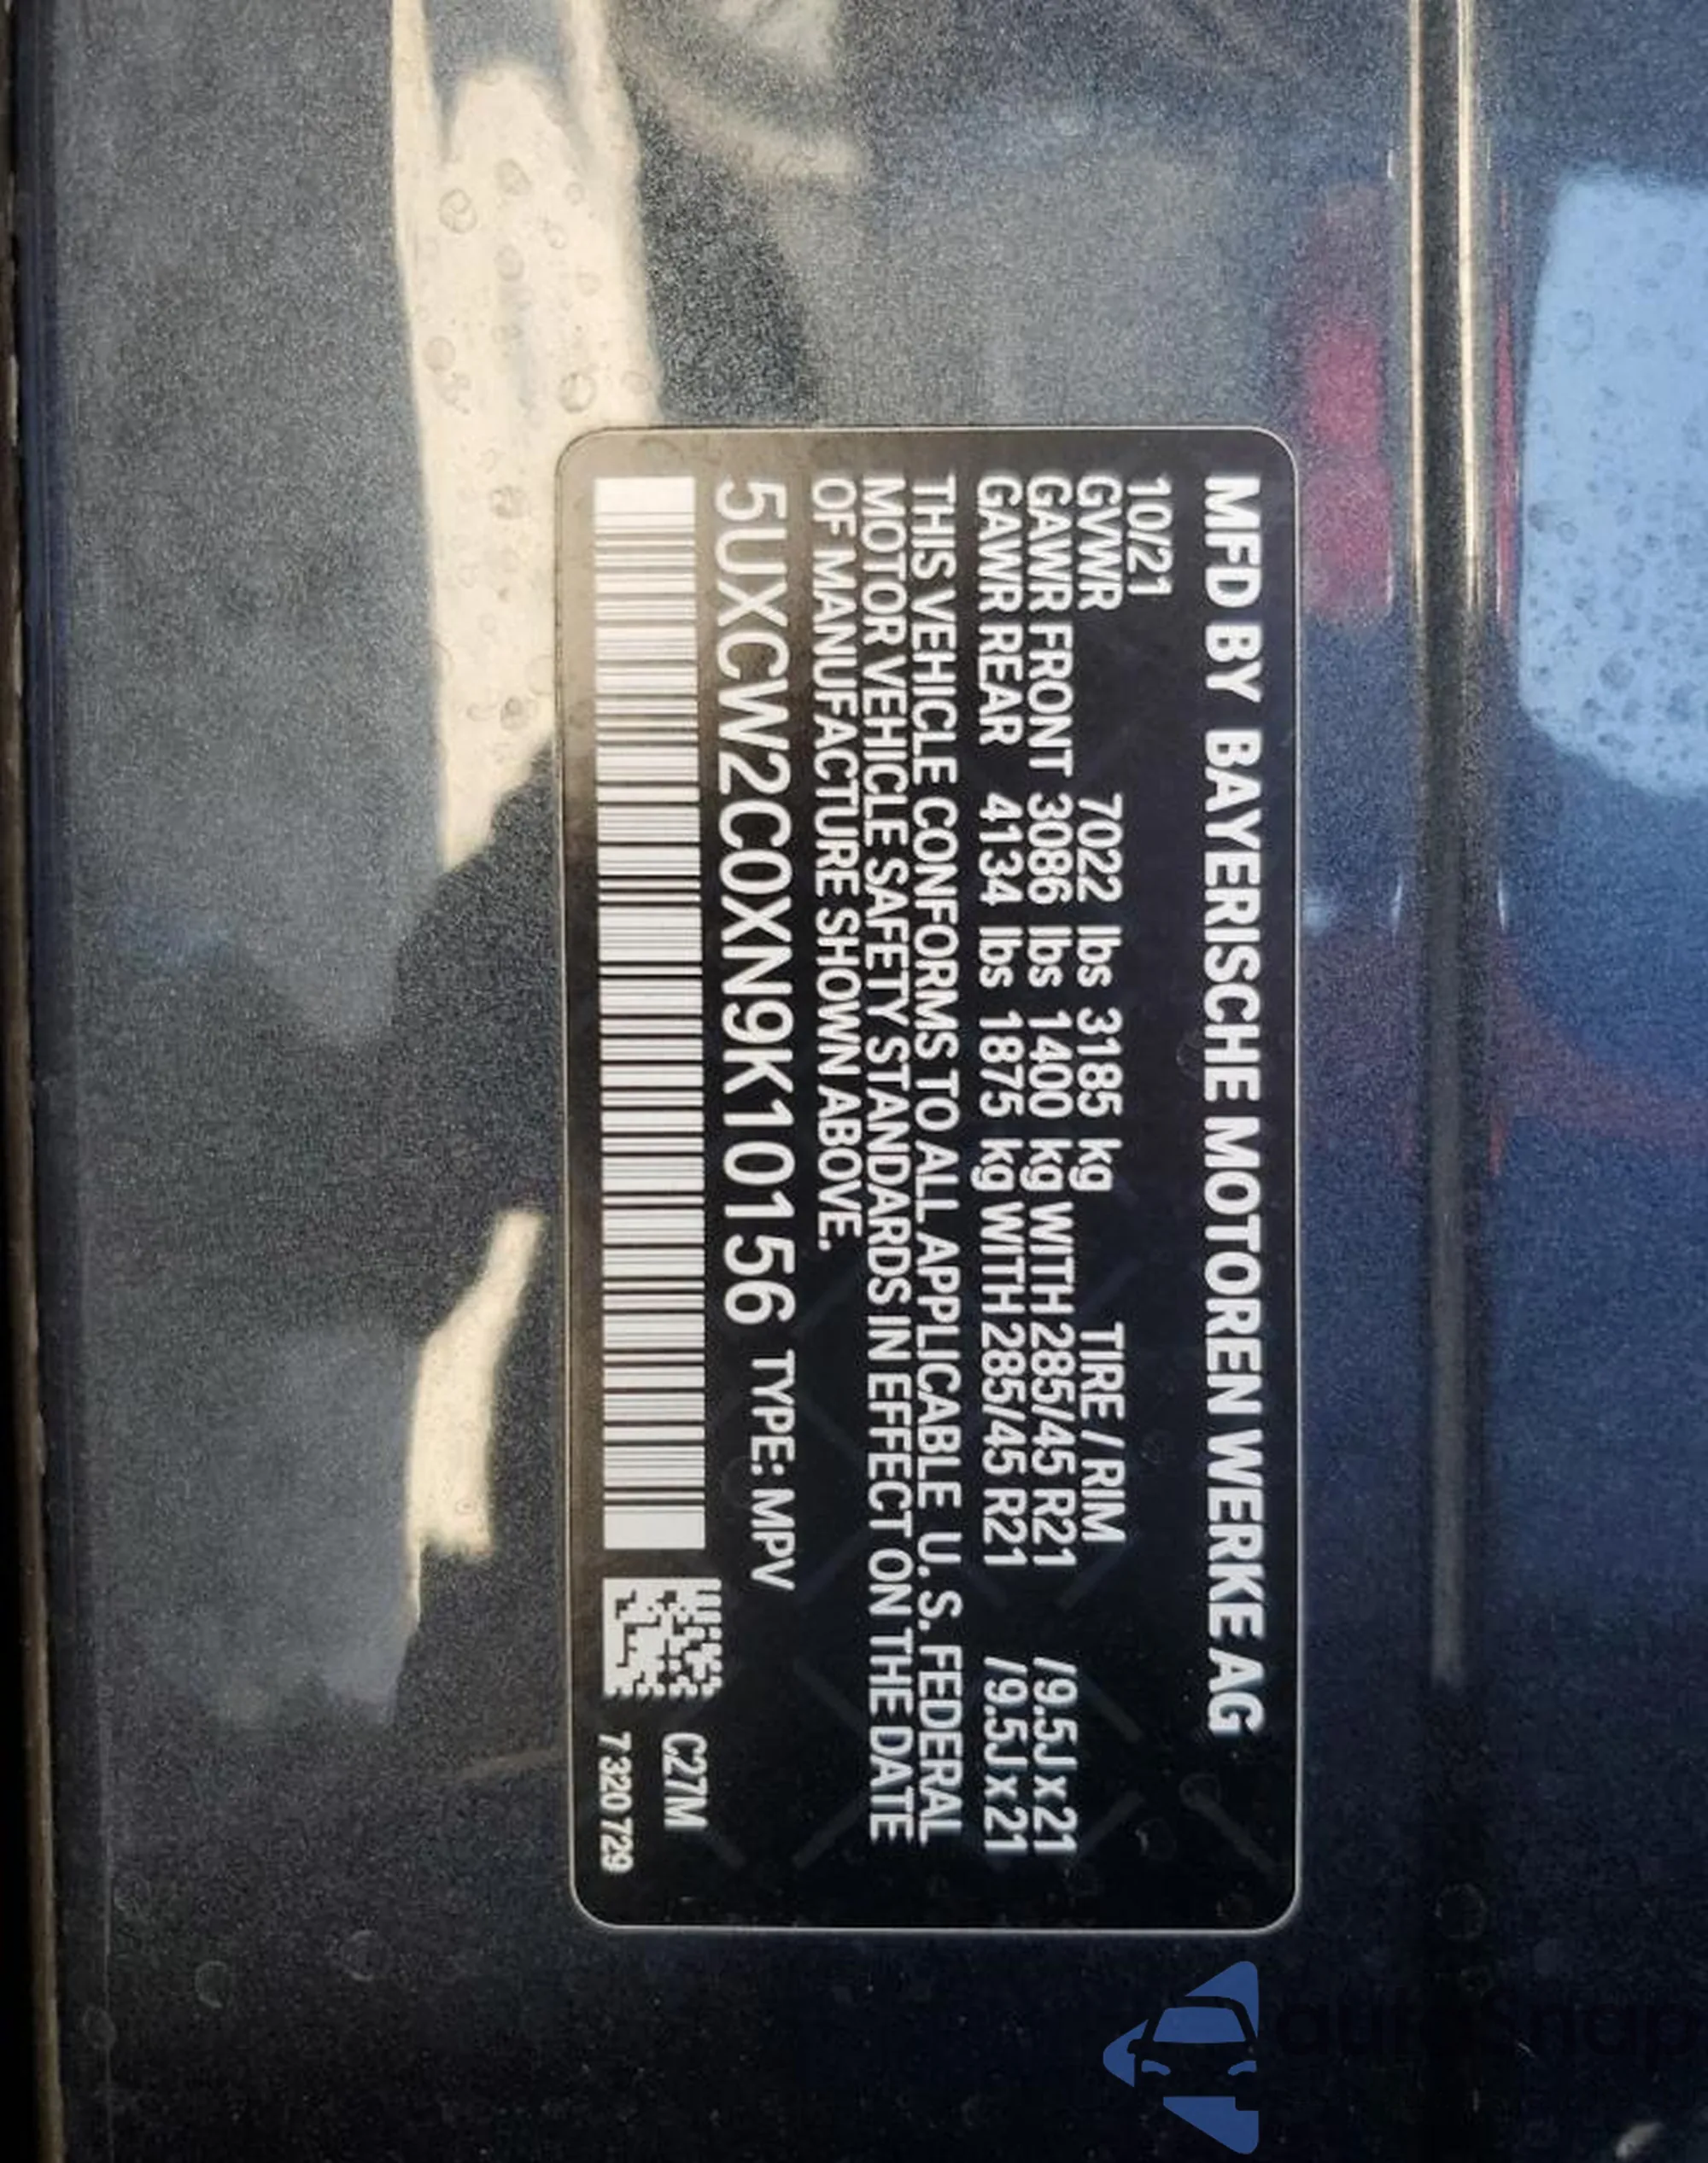 MFD BY BAYERISCHE MOTOREN WERKE AG
10/21
GVWR 7022 lbs 3185 kg TIRE / RIM
GAWR FRONT 3086 lbs 1400 kg WITH 285/45 R21 / 9.5J x 21
GAWR REAR 4134 lbs 1875 kg WITH 285/45 R21 / 9.5J x 21
THIS VEHICLE CONFORMS TO ALL APPLICABLE U. S. FEDERAL
MOTOR VEHICLE SAFETY STANDARDS IN EFFECT ON THE DATE
OF MANUFACTURE SHOWN ABOVE.
5UXCW2C0XN9K10156 TYPE: MPV
C27M
7 320 729